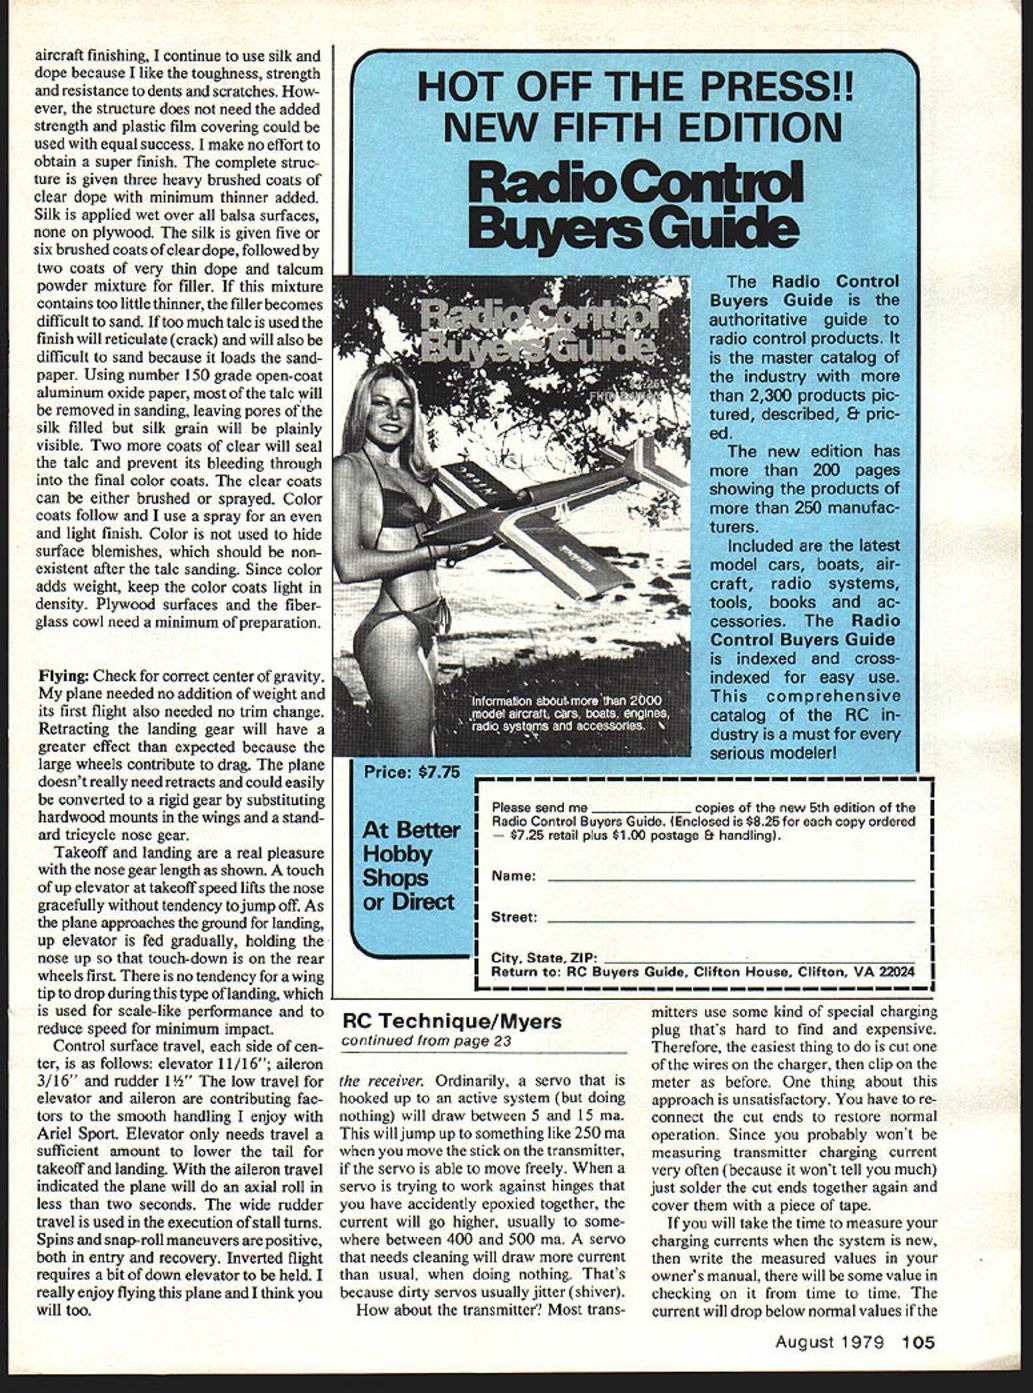 aircraft finishing, I continue to use silk and
dope because I like the toughness, strength
and resistance to dents and scratches. How-
ever, the structure does not need the added
strength and plastic film covering could be
used with equal success. I make no effort to
obtain a super finish. The complete struc-
ture is given three heavy brushed coats of
clear dope with minimum thinner added.
Silk is applied wet over all balsa surfaces,
none on plywood. The silk is given five or
six brushed coats of clear dope, followed by
two coats of very thin dope and talcum
powder mixture for filler. If this mixture
contains too little thinner, the filler becomes
difficult to sand. If too much talc is used the
finish will reticulate (crack) and will also be
difficult to sand because it loads the sand-
paper. Using number 150 grade open-coat
aluminum oxide paper, most of the talc will
be removed in sanding, leaving pores of the
silk filled but silk grain will be plainly
visible. Two more coats of clear will seal
the talc and prevent its bleeding through
into the final color coats. The clear coats
can be either brushed or sprayed. Color
coats follow and I use a spray for an even
and light finish. Color is not used to hide
surface blemishes, which should be non-
existent after the talc sanding. Since color
adds weight, keep the color coats light in
density. Plywood surfaces and the fiber-
glass cowl need a minimum of preparation.
Flying: Check for correct center of gravity.
My plane needed no addition of weight and
its first flight also needed no trim change.
Retracting the landing gear will have a
greater effect than expected because the
large wheels contribute to drag. The plane
doesn't really need retracts and could easily
be converted to a rigid gear by substituting
hardwood mounts in the wings and a stand-
ard tricycle nose gear.
Takeoff and landing are a real pleasure
with the nose gear length as shown. A touch
of up elevator at takeoff speed lifts the nose
gracefully without tendency to jump off. As
the plane approaches the ground for landing,
up elevator is fed gradually, holding the
nose up so that touch-down is on the rear
wheels first. There is no tendency for a wing
tip to drop during this type of landing, which
is used for scale-like performance and to
reduce speed for minimum impact.
Control surface travel, each side of cen-
ter, is as follows: elevator 11/16"; aileron
3/16" and rudder 1½" The low travel for
elevator and aileron are contributing fac-
tors to the smooth handling I enjoy with
Ariel Sport. Elevator only needs travel a
sufficient amount to lower the tail for
takeoff and landing. With the aileron travel
indicated the plane will do an axial roll in
less than two seconds. The wide rudder
travel is used in the execution of stall turns.
Spins and snap-roll maneuvers are positive,
both in entry and recovery. Inverted flight
requires a bit of down elevator to be held. I
really enjoy flying this plane and I think you
will too.
HOT OFF THE PRESS!!
NEW FIFTH EDITION
Radio Control
Buyers Guide
Radio Control
Buyers Guide
Information about more than 2000
model aircraft, cars, boats, engines,
radio systems and accessories.
The Radio Control
Buyers Guide is the
authoritative guide to
radio control products. It
is the master catalog of
the industry with more
than 2,300 products pic-
tured, described, & pric-
ed.
The new edition has
more than 200 pages
showing the products of
more than 250 manufac-
turers.
Included are the latest
model cars, boats, air-
craft, radio systems,
tools, books and ac-
cessories. The Radio
Control Buyers Guide
is indexed and cross-
indexed for easy use.
This comprehensive
catalog of the RC in-
dustry is a must for every
serious modeler!
Price: $7.75
At Better
Hobby
Shops
or Direct
Please send me ____________ copies of the new 5th edition of the
Radio Control Buyers Guide. (Enclosed is $8.25 for each copy ordered
— $7.25 retail plus $1.00 postage & handling).
Name:
Street:
City, State, ZIP:
Return to: RC Buyers Guide, Clifton House, Clifton, VA 22024
RC Technique/Myers
continued from page 23
the receiver. Ordinarily, a servo that is
hooked up to an active system (but doing
nothing) will draw between 5 and 15 ma.
This will jump up to something like 250 ma
when you move the stick on the transmitter,
if the servo is able to move freely. When a
servo is trying to work against hinges that
you have accidently epoxied together, the
current will go higher, usually to some-
where between 400 and 500 ma. A servo
that needs cleaning will draw more current
than usual, when doing nothing. That's
because dirty servos usually jitter (shiver).
How about the transmitter? Most trans-
mitters use some kind of special charging
plug that's hard to find and expensive.
Therefore, the easiest thing to do is cut one
of the wires on the charger, then clip on the
meter as before. One thing about this
approach is unsatisfactory. You have to re-
connect the cut ends to restore normal
operation. Since you probably won't be
measuring transmitter charging current
very often (because it won't tell you much)
just solder the cut ends together again and
cover them with a piece of tape.
If you will take the time to measure your
charging currents when the system is new,
then write the measured values in your
owner's manual, there will be some value in
checking on it from time to time. The
current will drop below normal values if the
August 1979 105